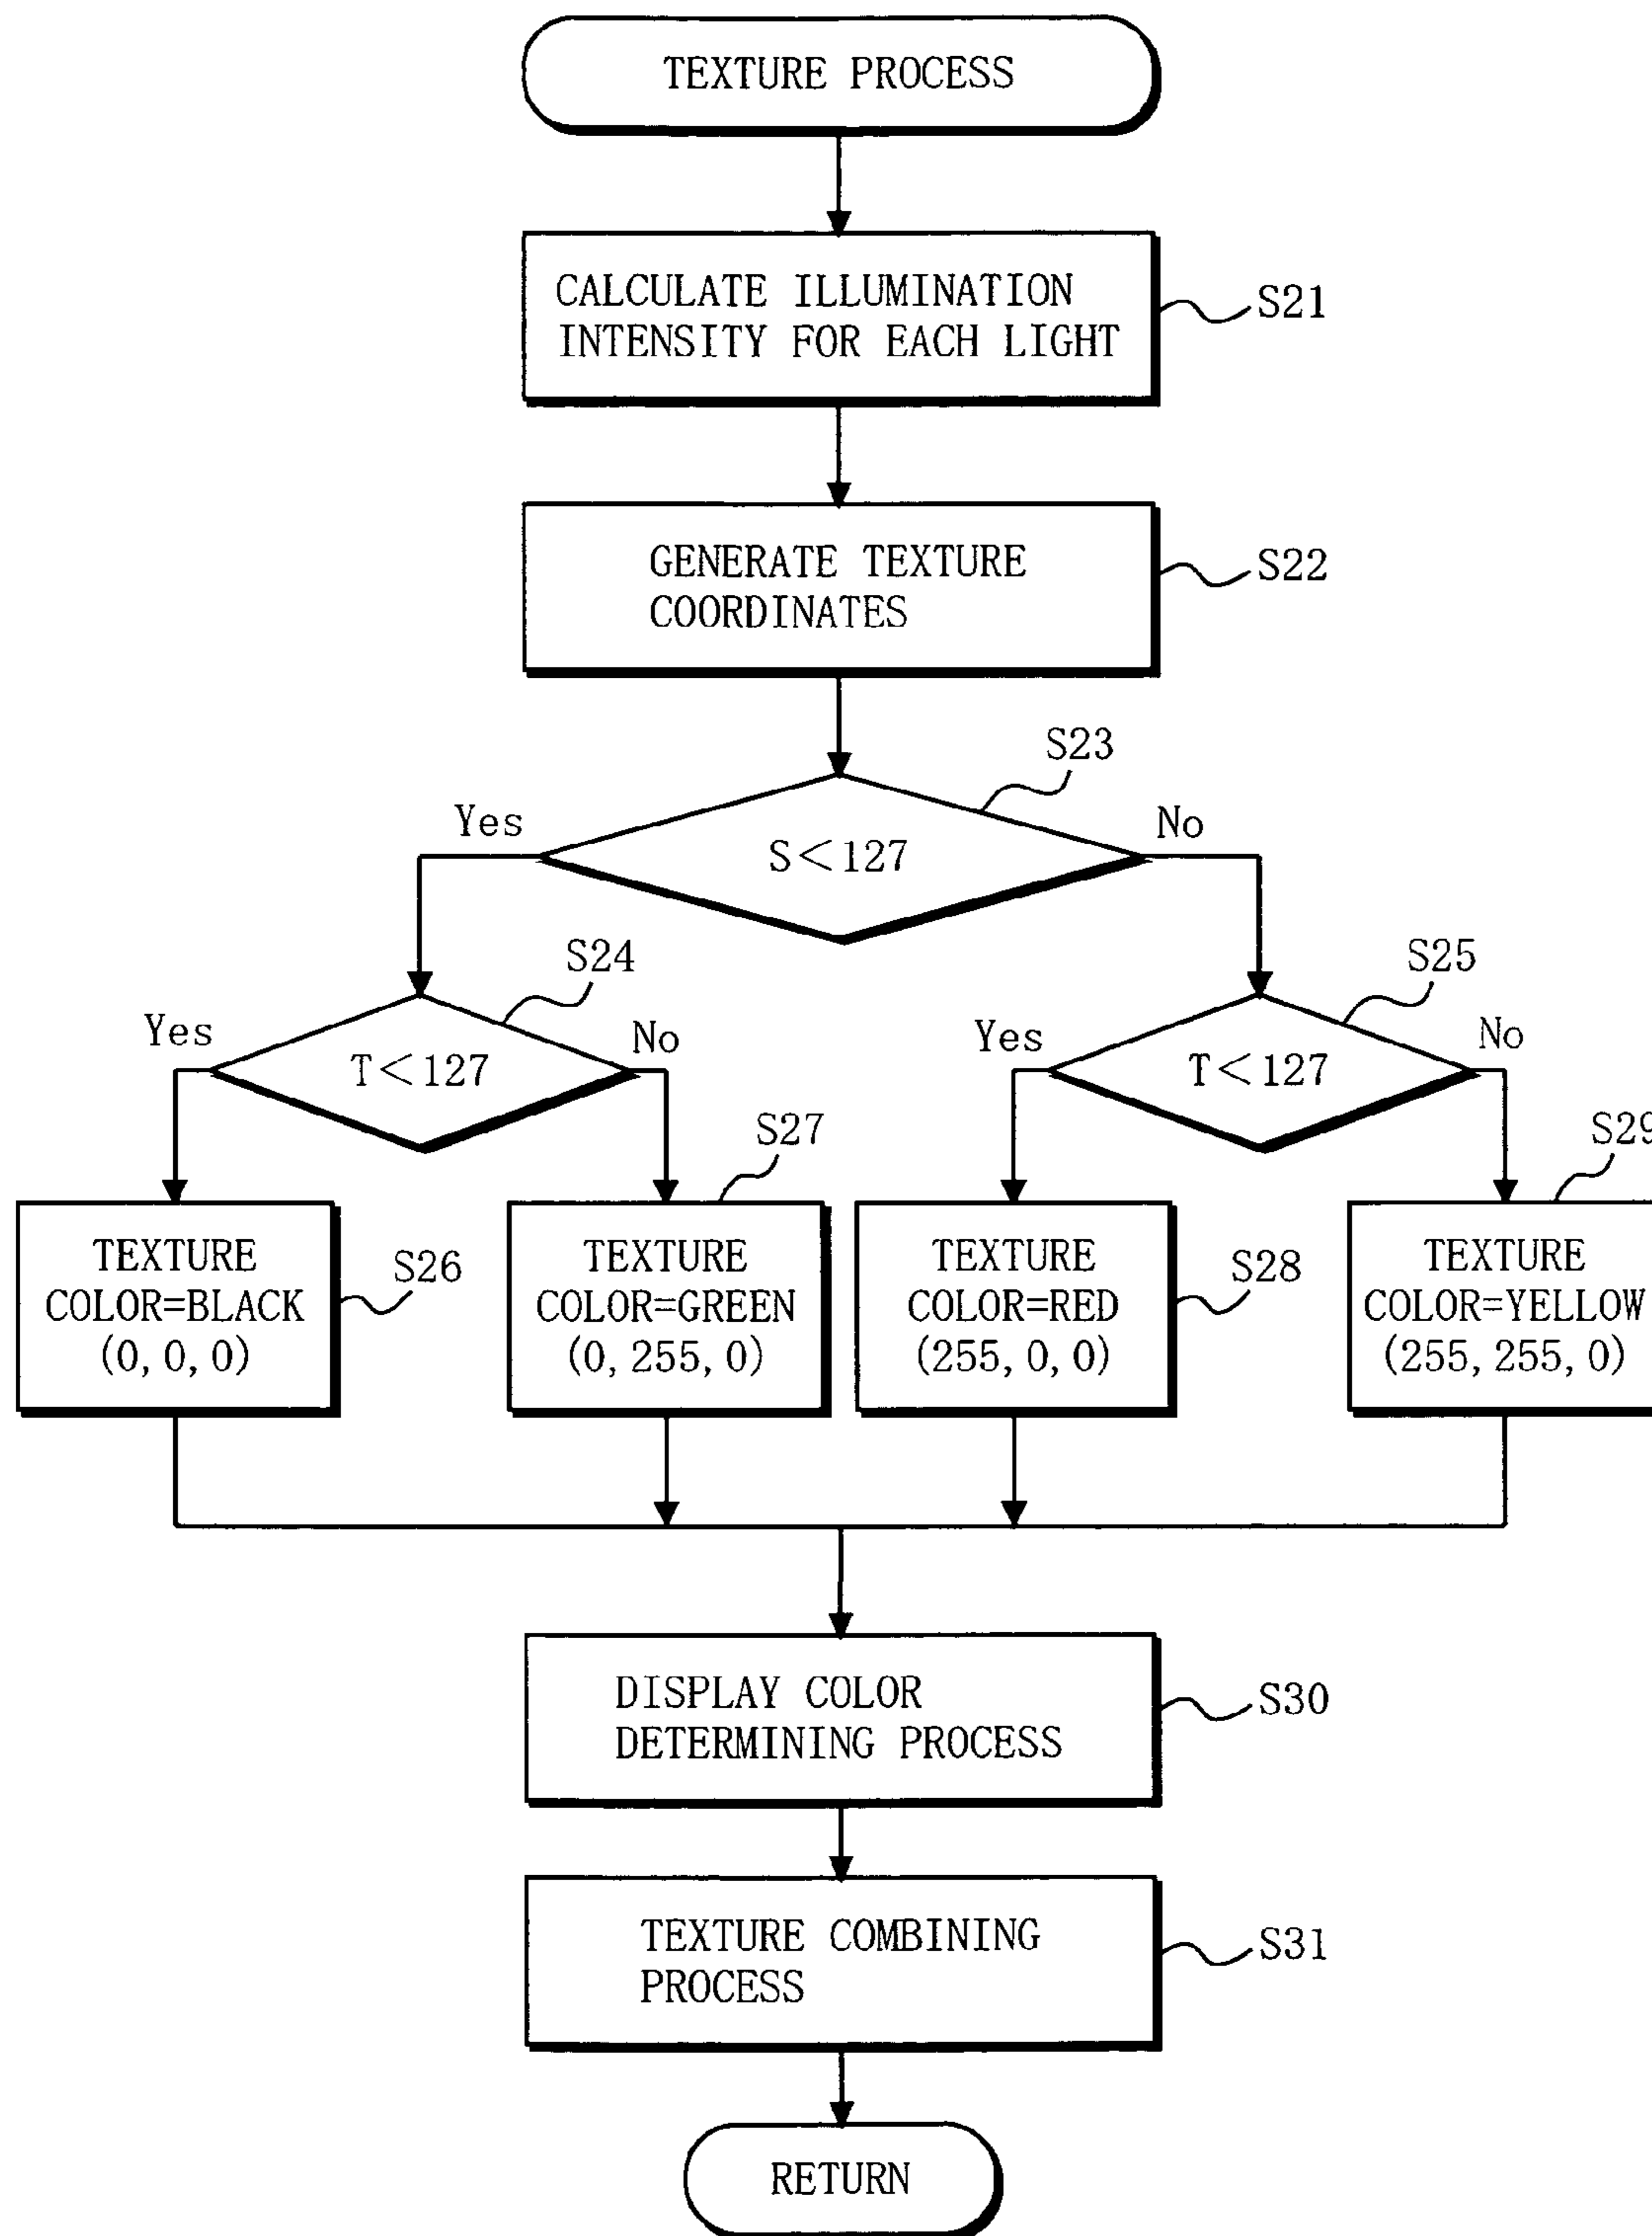 TEXTURE PROCESS
CALCULATE ILLUMINATION
INTENSITY FOR EACH LIGHT
S21
GENERATE TEXTURE
COORDINATES
S22
S23
Yes
No
S<127
S24
S25
Yes
No
Yes
No
T<127
T<127
S27
S29
TEXTURE
COLOR=BLACK
(0, 0, 0)
S26
TEXTURE
COLOR=GREEN
(0, 255, 0)
TEXTURE
COLOR=RED
(255, 0, 0)
S28
TEXTURE
COLOR=YELLOW
(255, 255, 0)
DISPLAY COLOR
DETERMINING PROCESS
S30
TEXTURE COMBINING
PROCESS
S31
RETURN